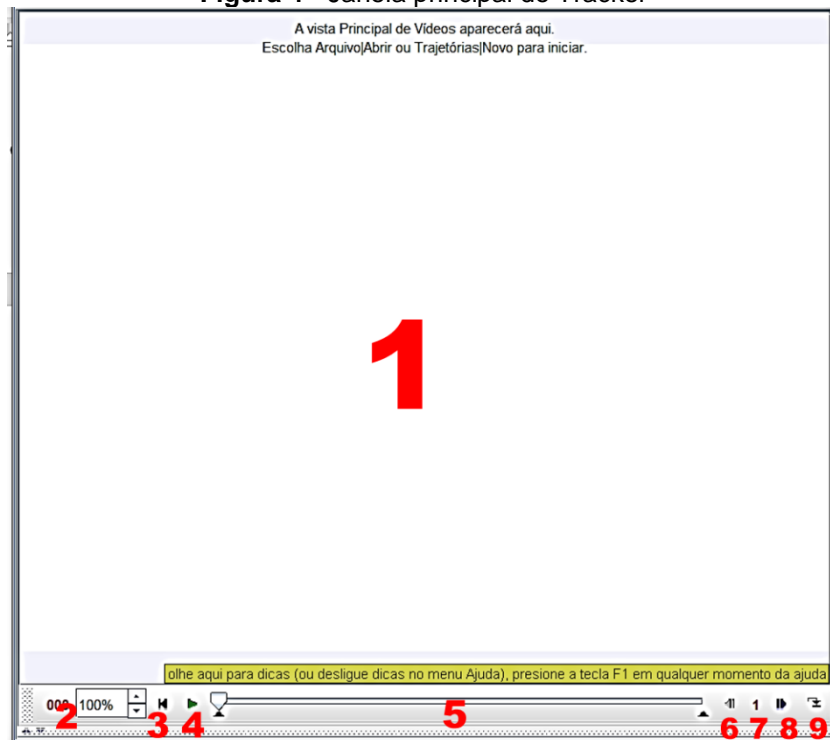 A vista Principal de Vídeos aparecerá aqui.
Escolha Arquivo|Abrir ou Trajetórias|Novo para iniciar.
1
olhe aqui para dicas (ou desligue dicas no menu Ajuda), presione a tecla F1 em qualquer momento da ajuda
100% 1
2 3 4 5 6 7 8 9